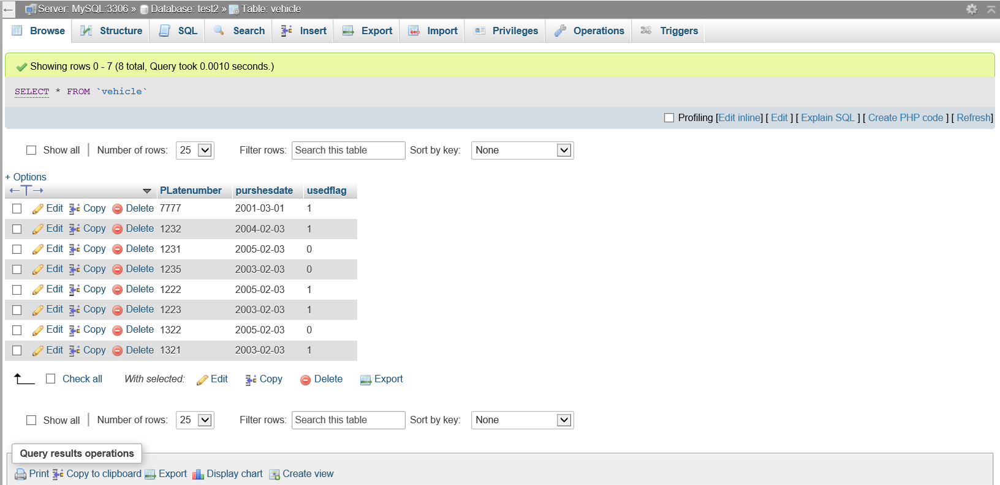 Server: MySQL:3306 » Database: test2 » Table: vehicle
Browse Structure SQL Search Insert Export Import Privileges Operations Triggers
Showing rows 0 - 7 (8 total, Query took 0.0010 seconds.)
SELECT * FROM `vehicle`
Profiling [Edit inline] [ Edit ] [ Explain SQL ] [ Create PHP code ] [ Refresh]
Show all | Number of rows: 25 Filter rows: Search this table Sort by key: None
+ Options
←T→ PLatenumber purshesdate usedflag
Edit Copy Delete 7777 2001-03-01 1
Edit Copy Delete 1232 2004-02-03 1
Edit Copy Delete 1231 2005-02-03 0
Edit Copy Delete 1235 2003-02-03 0
Edit Copy Delete 1222 2005-02-03 1
Edit Copy Delete 1223 2003-02-03 1
Edit Copy Delete 1322 2005-02-03 0
Edit Copy Delete 1321 2003-02-03 1
Check all With selected: Edit Copy Delete Export
Show all | Number of rows: 25 Filter rows: Search this table Sort by key: None
Query results operations
Print Copy to clipboard Export Display chart Create view